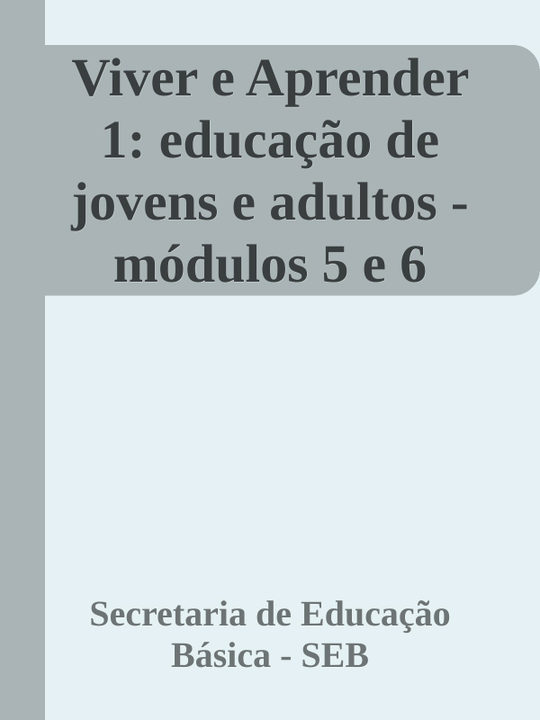 Viver e Aprender
1: educação de
jovens e adultos -
módulos 5 e 6
Secretaria de Educação
Básica - SEB